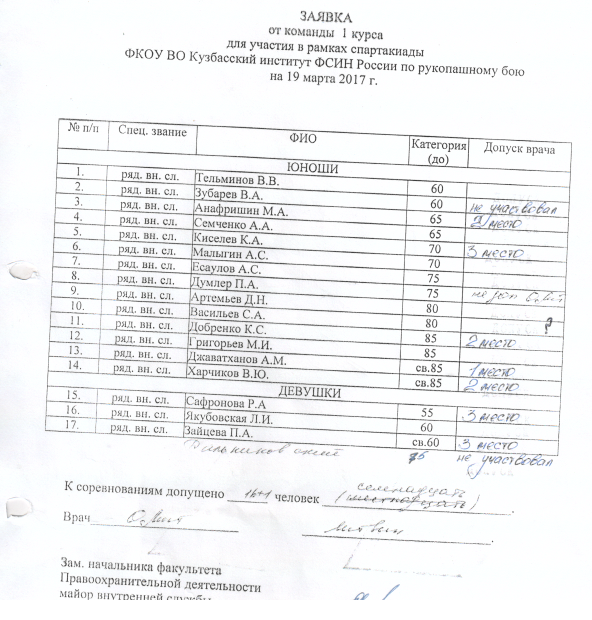 ЗАЯВКА
от команды 1 курса
для участия в рамках спартакиады
ФКОУ ВО Кузбасский институт ФСИН России по рукопашному бою
на 19 марта 2017 г.
№ п/п Спец. звание ФИО Категория (до) Допуск врача
ЮНОШИ
1. ряд. вн. сл. Тельминов В.В. 60
2. ряд. вн. сл. Зубарев В.А. 60 не участвовал
3. ряд. вн. сл. Анафришин М.А. 65 2 место
4. ряд. вн. сл. Семченко А.А. 65
5. ряд. вн. сл. Киселев К.А. 70 3 место
6. ряд. вн. сл. Малыгин А.С. 70
7. ряд. вн. сл. Есаулов А.С. 75
8. ряд. вн. сл. Думлер П.А. 75 не доп
9. ряд. вн. сл. Артемьев Д.Н. 80
10. ряд. вн. сл. Васильев С.А. 80 ?
11. ряд. вн. сл. Добренко К.С. 85 2 место
12. ряд. вн. сл. Григорьев М.И. 85
13. ряд. вн. сл. Джаватханов А.М. св.85 1 место
14. ряд. вн. сл. Харчиков В.Ю. св.85 2 место
ДЕВУШКИ
15. ряд. вн. сл. Сафронова Р.А 55 3 место
16. ряд. вн. сл. Якубовская Л.И. 60
17. ряд. вн. сл. Зайцева П.А. св.60 3 место
75 не участвовал
К соревнованиям допущено 16+1 человек семнадцать
Врач
Зам. начальника факультета
Правоохранительной деятельности
майор внутренней службы